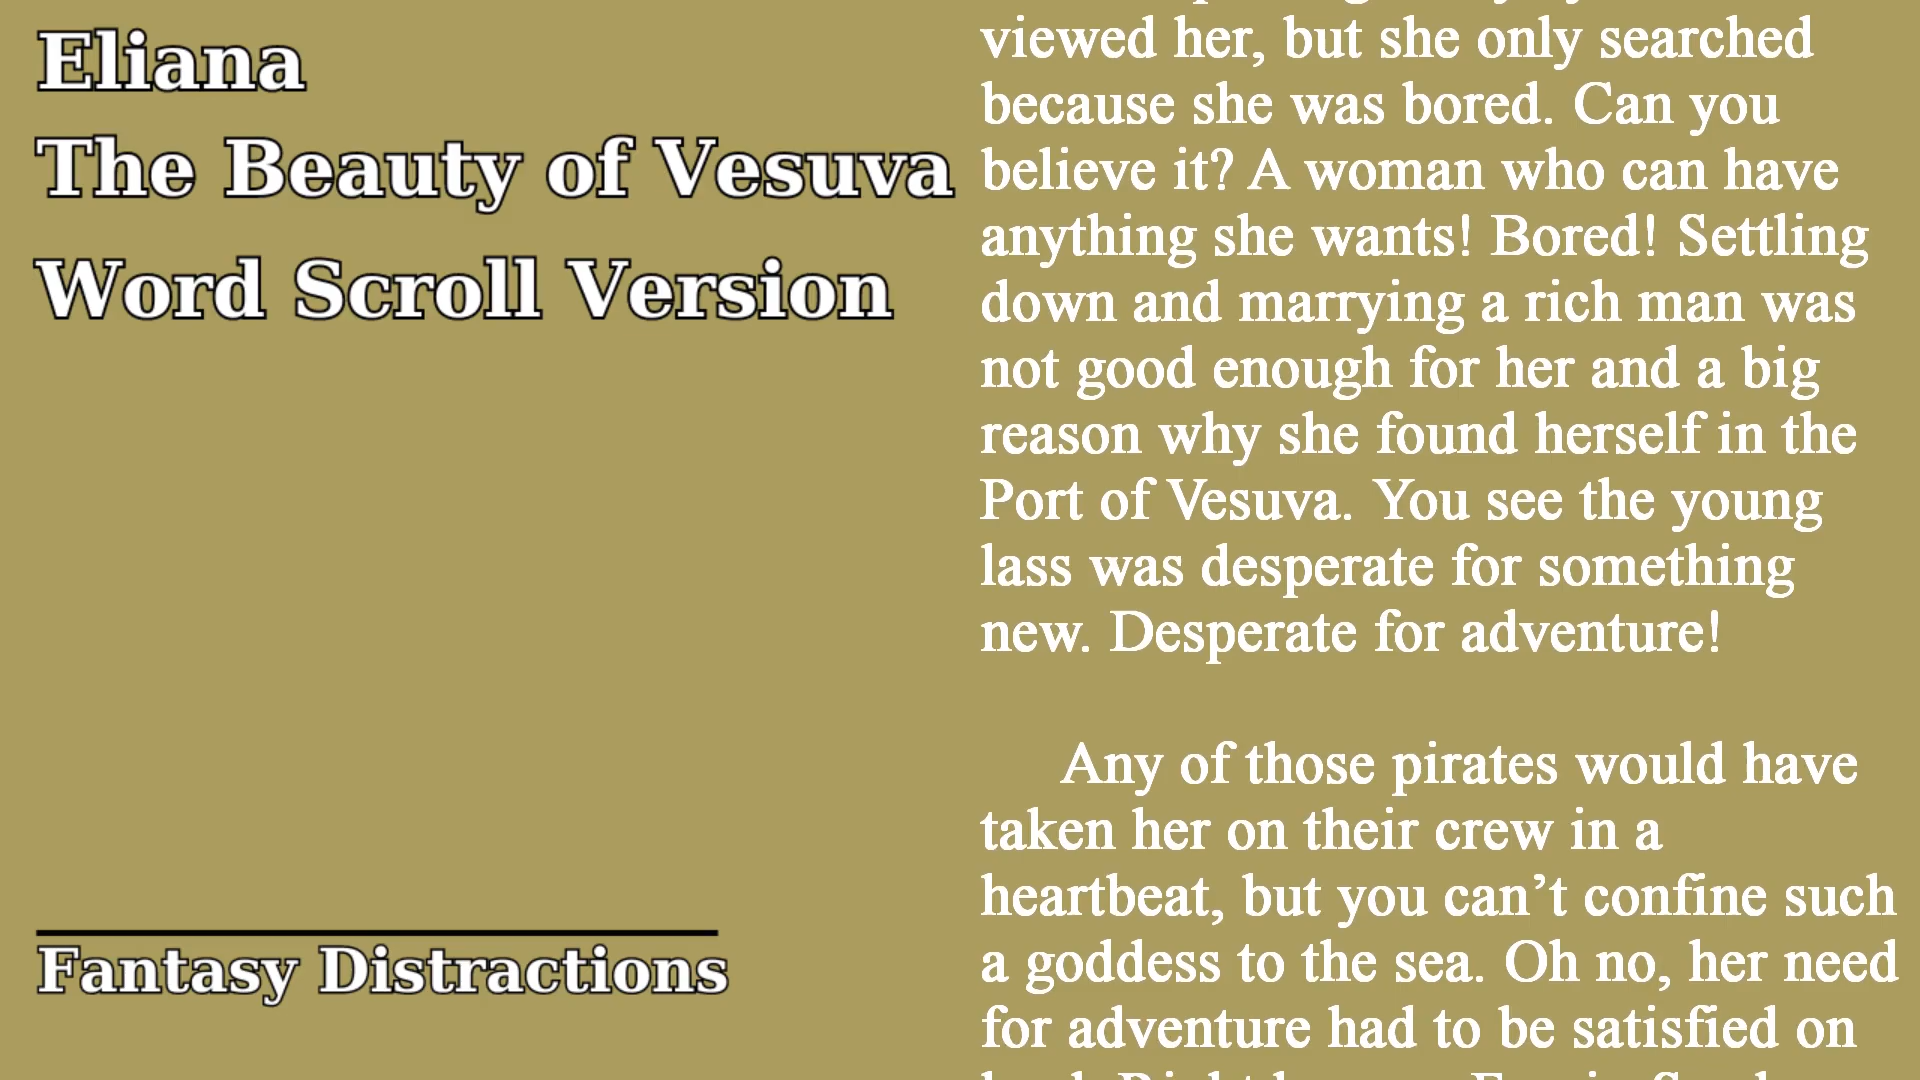 Eliana
The Beauty of Vesuva
Word Scroll Version
Fantasy Distractions
viewed her, but she only searched
because she was bored. Can you
believe it? A woman who can have
anything she wants! Bored! Settling
down and marrying a rich man was
not good enough for her and a big
reason why she found herself in the
Port of Vesuva. You see the young
lass was desperate for something
new. Desperate for adventure!
Any of those pirates would have
taken her on their crew in a
heartbeat, but you can’t confine such
a goddess to the sea. Oh no, her need
for adventure had to be satisfied on